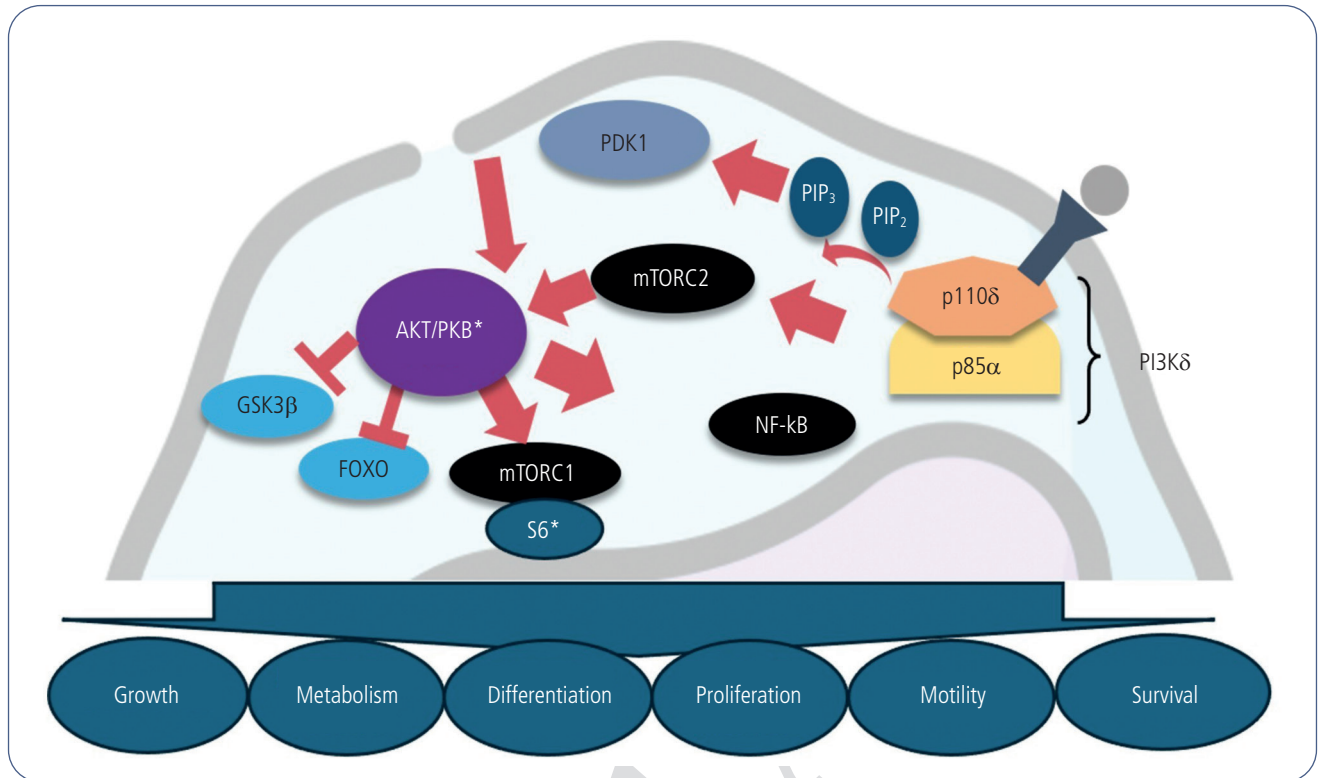 PDK1
PIP₃
PIP₂
mTORC2
p110δ
AKT/PKB*
p85α
PI3Kδ
GSK3β
NF-kB
FOXO
mTORC1
S6*
Growth
Metabolism
Differentiation
Proliferation
Motility
Survival